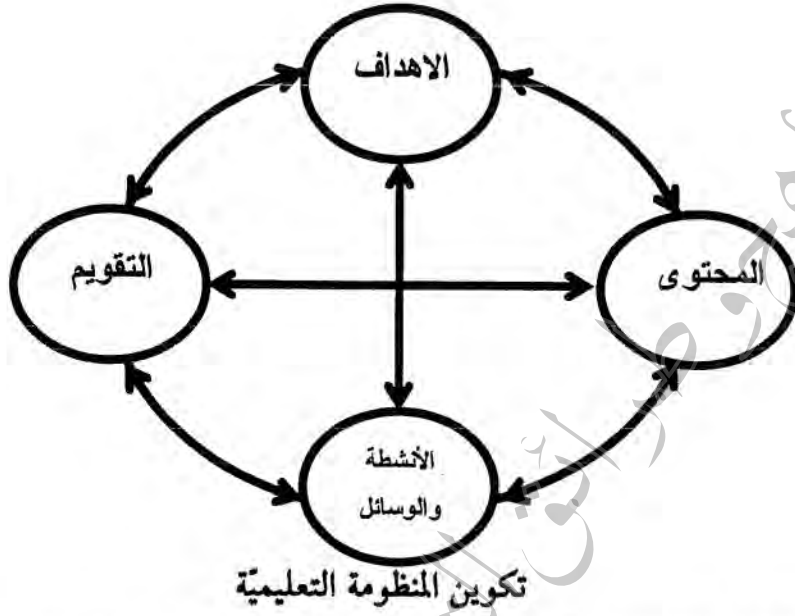 الاهداف
المحتوى
التقويم
الأنشطة
والوسائل
تكوين المنظومة التعليميّة